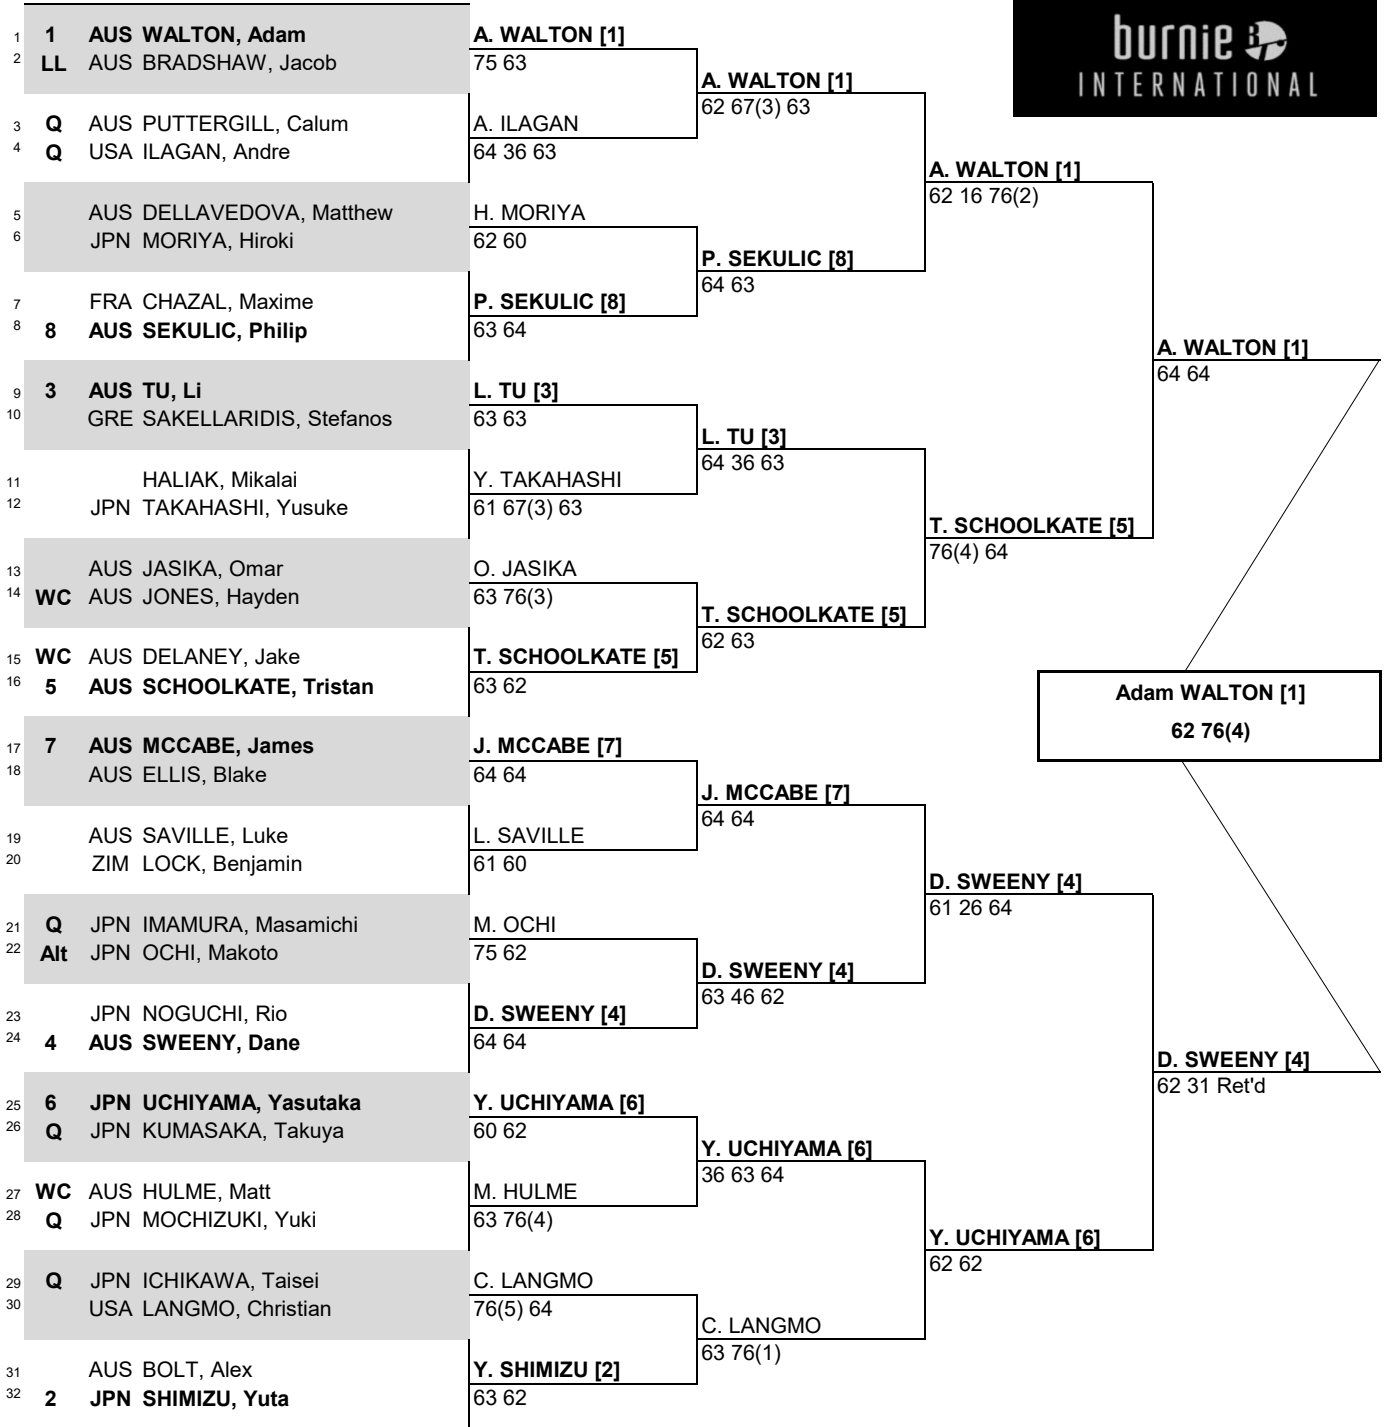 burnie
INTERNATIONAL
1 1 AUS WALTON, Adam
2 LL AUS BRADSHAW, Jacob
3 Q AUS PUTTERGILL, Calum
4 Q USA ILAGAN, Andre
5 AUS DELLAVEDOVA, Matthew
6 JPN MORIYA, Hiroki
7 FRA CHAZAL, Maxime
8 8 AUS SEKULIC, Philip
9 3 AUS TU, Li
10 GRE SAKELLARIDIS, Stefanos
11 HALIAK, Mikalai
12 JPN TAKAHASHI, Yusuke
13 AUS JASIKA, Omar
14 WC AUS JONES, Hayden
15 WC AUS DELANEY, Jake
16 5 AUS SCHOOLKATE, Tristan
17 7 AUS MCCABE, James
18 AUS ELLIS, Blake
19 AUS SAVILLE, Luke
20 ZIM LOCK, Benjamin
21 Q JPN IMAMURA, Masamichi
22 Alt JPN OCHI, Makoto
23 JPN NOGUCHI, Rio
24 4 AUS SWEENY, Dane
25 6 JPN UCHIYAMA, Yasutaka
26 Q JPN KUMASAKA, Takuya
27 WC AUS HULME, Matt
28 Q JPN MOCHIZUKI, Yuki
29 Q JPN ICHIKAWA, Taisei
30 USA LANGMO, Christian
31 AUS BOLT, Alex
32 2 JPN SHIMIZU, Yuta
A. WALTON [1]
75 63
A. ILAGAN
64 36 63
H. MORIYA
62 60
P. SEKULIC [8]
63 64
L. TU [3]
63 63
Y. TAKAHASHI
61 67(3) 63
O. JASIKA
63 76(3)
T. SCHOOLKATE [5]
63 62
J. MCCABE [7]
64 64
L. SAVILLE
61 60
M. OCHI
75 62
D. SWEENY [4]
64 64
Y. UCHIYAMA [6]
60 62
M. HULME
63 76(4)
C. LANGMO
76(5) 64
Y. SHIMIZU [2]
63 62
A. WALTON [1]
62 67(3) 63
P. SEKULIC [8]
64 63
L. TU [3]
64 36 63
T. SCHOOLKATE [5]
62 63
J. MCCABE [7]
64 64
D. SWEENY [4]
63 46 62
Y. UCHIYAMA [6]
36 63 64
C. LANGMO
63 76(1)
A. WALTON [1]
62 16 76(2)
T. SCHOOLKATE [5]
76(4) 64
D. SWEENY [4]
61 26 64
Y. UCHIYAMA [6]
62 62
A. WALTON [1]
64 64
D. SWEENY [4]
62 31 Ret'd
Adam WALTON [1]
62 76(4)